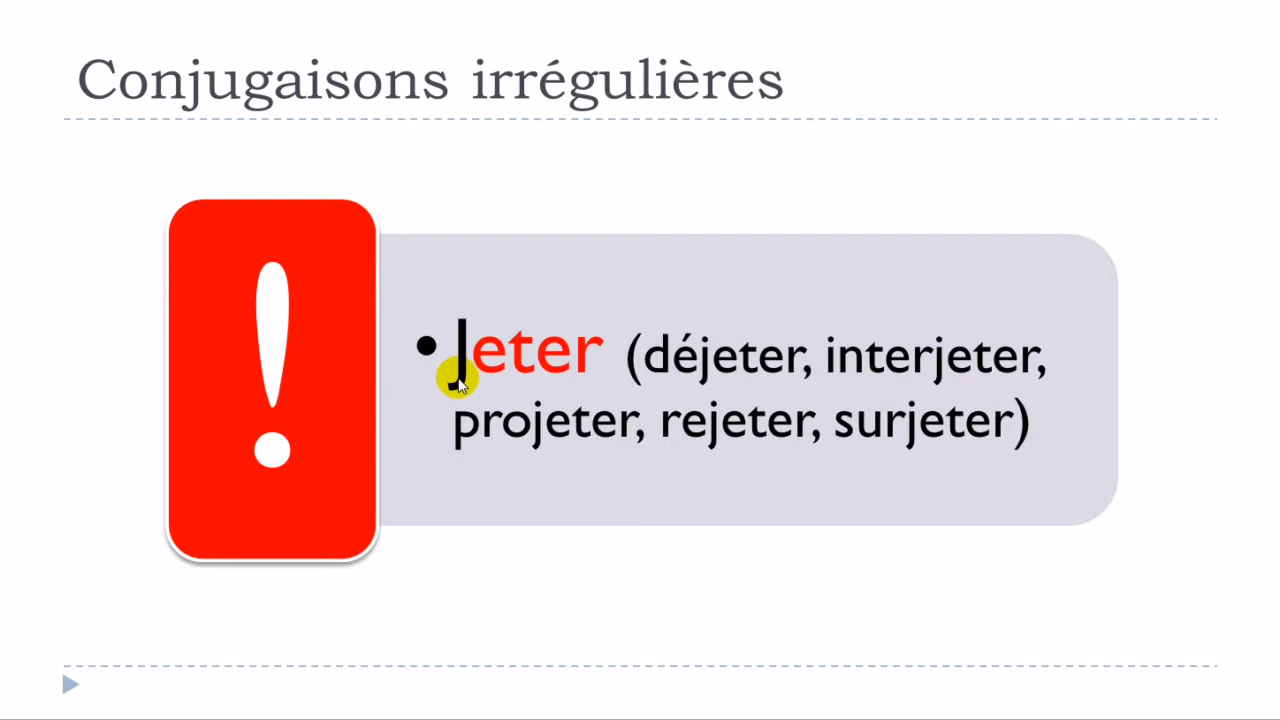 Conjugaisons irrégulières
!
• Jeter (déjeter, interjeter,
projeter, rejeter, surjeter)